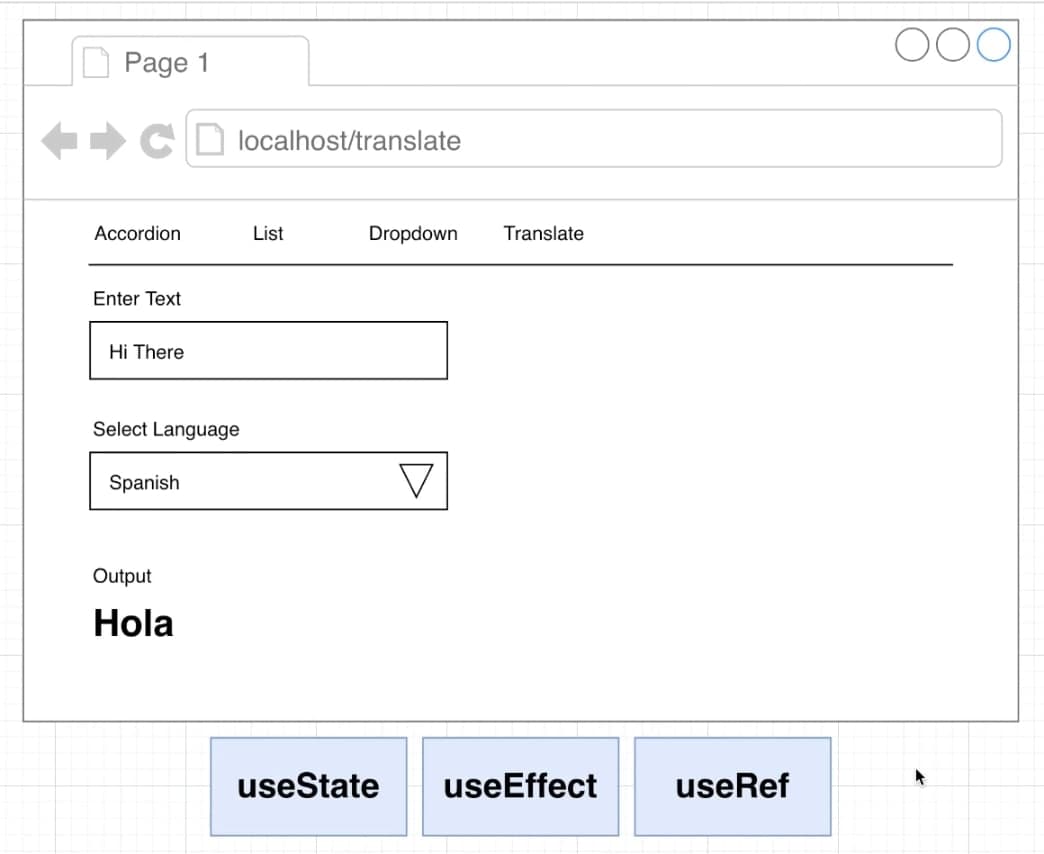 Page 1
localhost/translate
Accordion List Dropdown Translate
Enter Text
Hi There
Select Language
Spanish
Output
Hola
useState useEffect useRef